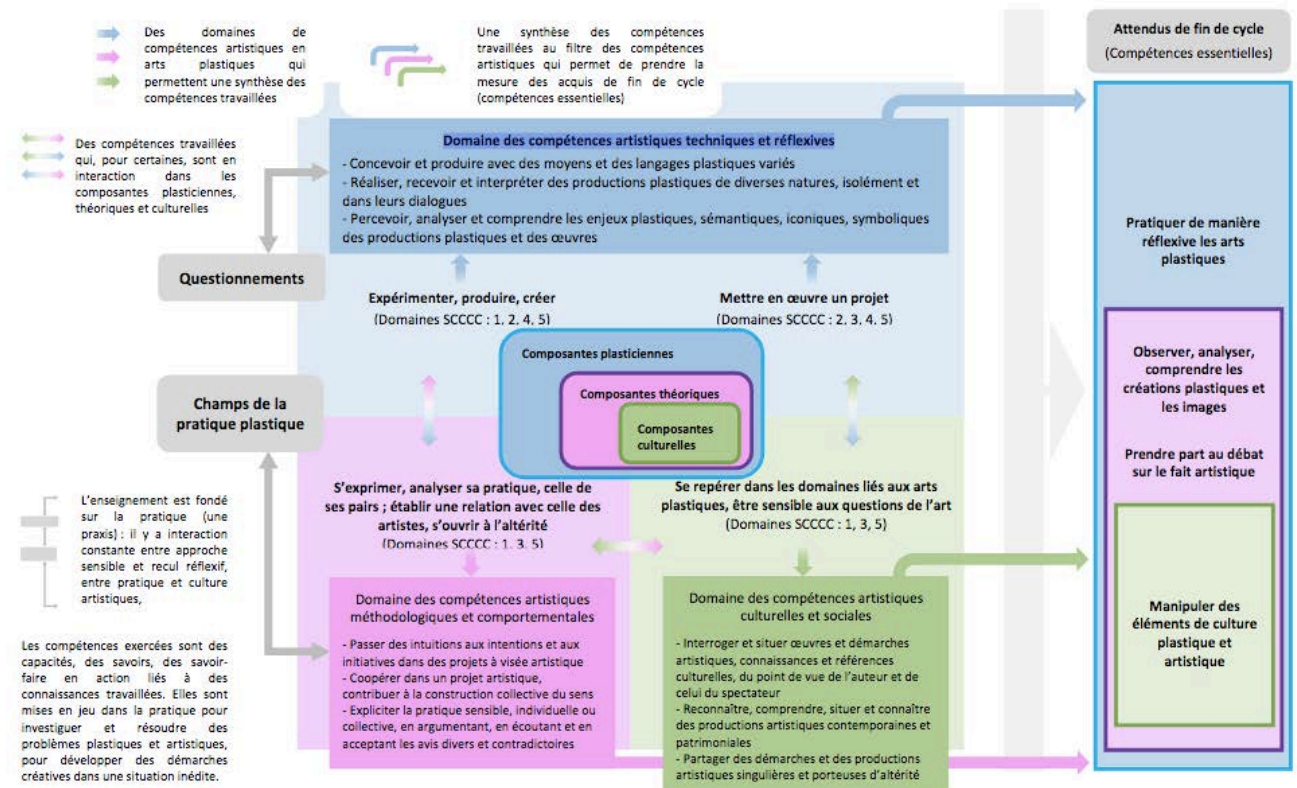 Des domaines de
compétences artistiques en
arts plastiques qui
permettent une synthèse des
compétences travaillées
Une synthèse des compétences
travaillées au filtre des compétences
artistiques qui permet de prendre la
mesure des acquis de fin de cycle
(compétences essentielles)
Attendus de fin de cycle
(Compétences essentielles)
Des compétences travaillées
qui, pour certaines, sont en
interaction dans les
composantes plasticiennes,
théoriques et culturelles
Domaine des compétences artistiques techniques et réflexives
- Concevoir et produire avec des moyens et des langages plastiques variés
- Réaliser, recevoir et interpréter des productions plastiques de diverses natures, isolément et
dans leurs dialogues
- Percevoir, analyser et comprendre les enjeux plastiques, sémantiques, iconiques, symboliques
des productions plastiques et des œuvres
Questionnements
Expérimenter, produire, créer
(Domaines SCCCC : 1, 2, 4, 5)
Mettre en œuvre un projet
(Domaines SCCCC : 2, 3, 4, 5)
Composantes plasticiennes
Composantes théoriques
Composantes
culturelles
Champs de la
pratique plastique
S'exprimer, analyser sa pratique, celle de
ses pairs ; établir une relation avec celle des
artistes, s'ouvrir à l'altérité
(Domaines SCCCC : 1, 3, 5)
Se repérer dans les domaines liés aux arts
plastiques, être sensible aux questions de l'art
(Domaines SCCCC : 1, 3, 5)
L'enseignement est fondé
sur la pratique (une
praxis) : il y a interaction
constante entre approche
sensible et recul réflexif,
entre pratique et culture
artistiques,
Les compétences exercées sont des
capacités, des savoirs, des savoir-
faire en action liés à des
connaissances travaillées. Elles sont
mises en jeu dans la pratique pour
investiguer et résoudre des
problèmes plastiques et artistiques,
pour développer des démarches
créatives dans une situation inédite.
Domaine des compétences artistiques
méthodologiques et comportementales
- Passer des intuitions aux intentions et aux
initiatives dans des projets à visée artistique
- Coopérer dans un projet artistique,
contribuer à la construction collective du sens
- Expliciter la pratique sensible, individuelle ou
collective, en argumentant, en écoutant et en
acceptant les avis divers et contradictoires
Domaine des compétences artistiques
culturelles et sociales
- Interroger et situer œuvres et démarches
artistiques, connaissances et références
culturelles, du point de vue de l'auteur et de
celui du spectateur
- Reconnaître, comprendre, situer et connaître
des productions artistiques contemporaines et
patrimoniales
- Partager des démarches et des productions
artistiques singulières et porteuses d'altérité
Pratiquer de manière
réflexive les arts
plastiques
Observer, analyser,
comprendre les
créations plastiques et
les images
Prendre part au débat
sur le fait artistique
Manipuler des
éléments de culture
plastique et
artistique